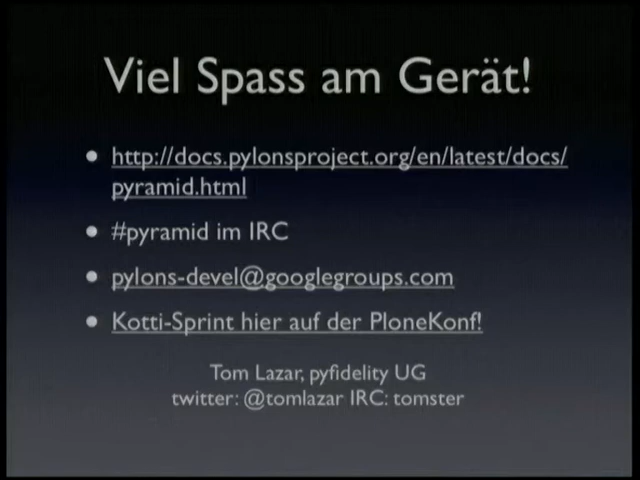 Viel Spass am Gerät!
http://docs.pylonsproject.org/en/latest/docs/
pyramid.html
#pyramid im IRC
pylons-devel@googlegroups.com
Kotti-Sprint hier auf der PloneKonf!
Tom Lazar, pyfidelity UG
twitter: @tomlazar IRC: tomster